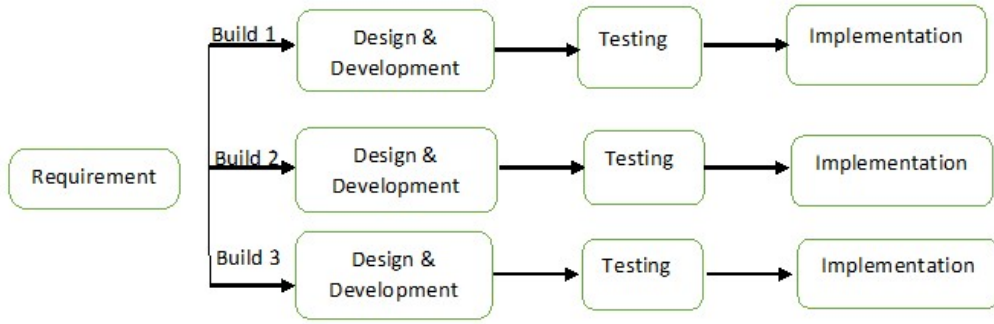 Build 1
Design &
Development
Testing
Implementation
Requirement
Build 2
Design &
Development
Testing
Implementation
Build 3
Design &
Development
Testing
Implementation